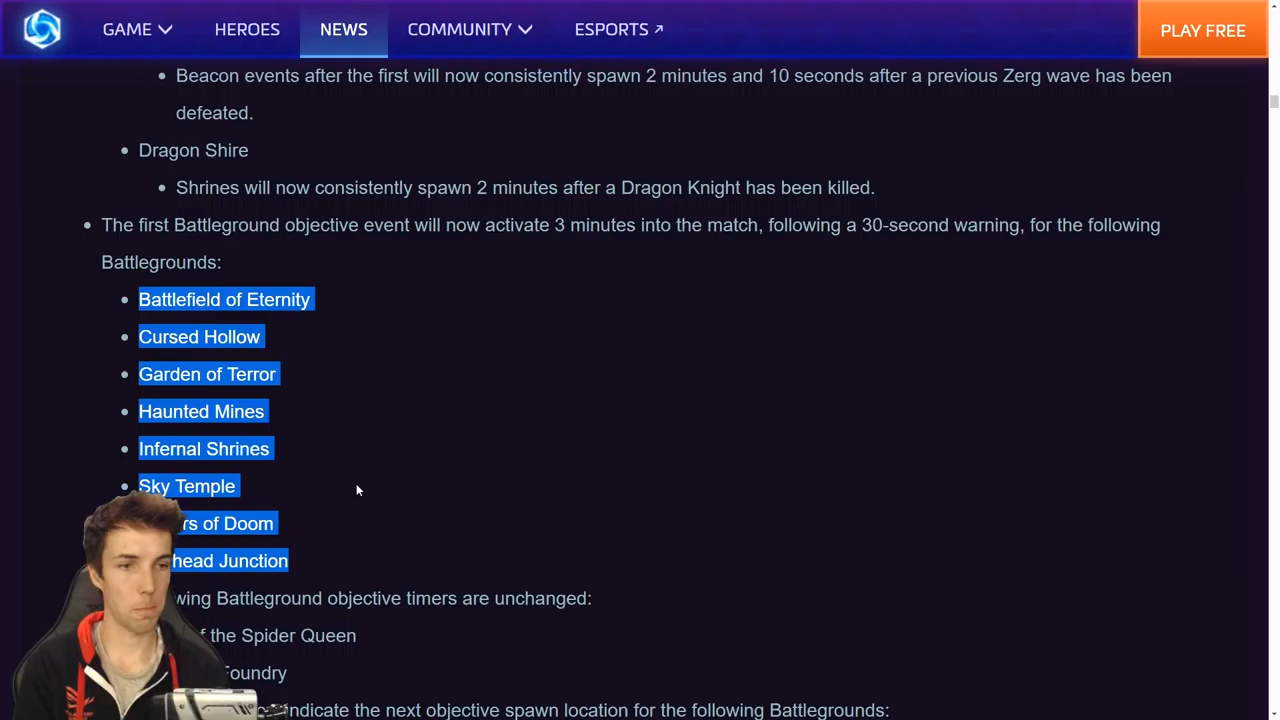 GAME HEROES NEWS COMMUNITY ESPORTS PLAY FREE
Beacon events after the first will now consistently spawn 2 minutes and 10 seconds after a previous Zerg wave has been
defeated.
Dragon Shire
Shrines will now consistently spawn 2 minutes after a Dragon Knight has been killed.
The first Battleground objective event will now activate 3 minutes into the match, following a 30-second warning, for the following
Battlegrounds:
Battlefield of Eternity
Cursed Hollow
Garden of Terror
Haunted Mines
Infernal Shrines
Sky Temple
of Doom
Junction
Battleground objective timers are unchanged:
of the Spider Queen
Foundry
indicate the next objective spawn location for the following Battlegrounds: